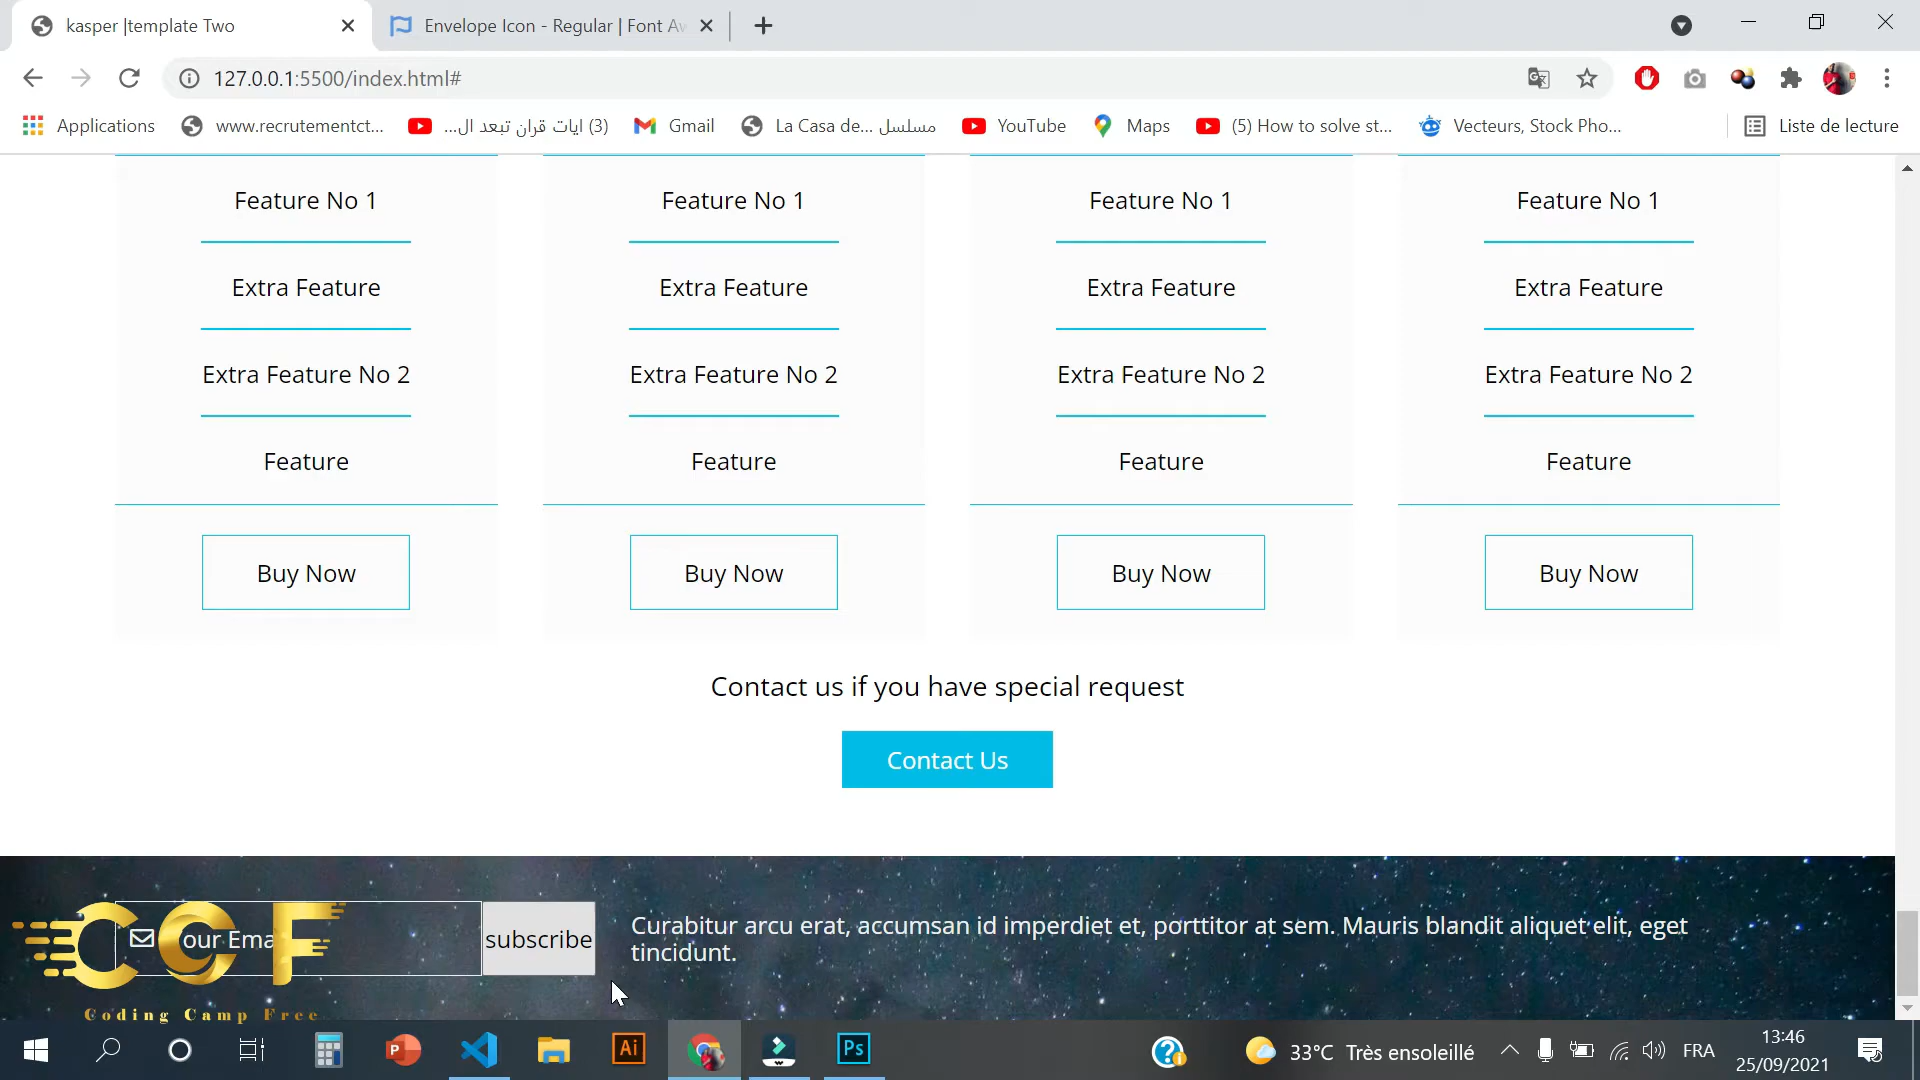 kasper |template Two
Envelope Icon - Regular | Font Aw
127.0.0.1:5500/index.html#
Applications
www.recrutementct...
(3) ايات قرآن تبعد ال...
Gmail
La Casa de... مسلسل
YouTube
Maps
(5) How to solve st...
Vecteurs, Stock Pho...
Liste de lecture
Feature No 1 Feature No 1 Feature No 1 Feature No 1
Extra Feature Extra Feature Extra Feature Extra Feature
Extra Feature No 2 Extra Feature No 2 Extra Feature No 2 Extra Feature No 2
Feature Feature Feature Feature
Buy Now Buy Now Buy Now Buy Now
Contact us if you have special request
Contact Us
CCF
our Ema
subscribe
Curabitur arcu erat, accumsan id imperdiet et, porttitor at sem. Mauris blandit aliquet elit, eget
tincidunt.
Coding Camp Free
P
Ai
Ps
33°C Très ensoleillé
FRA
13:46
25/09/2021